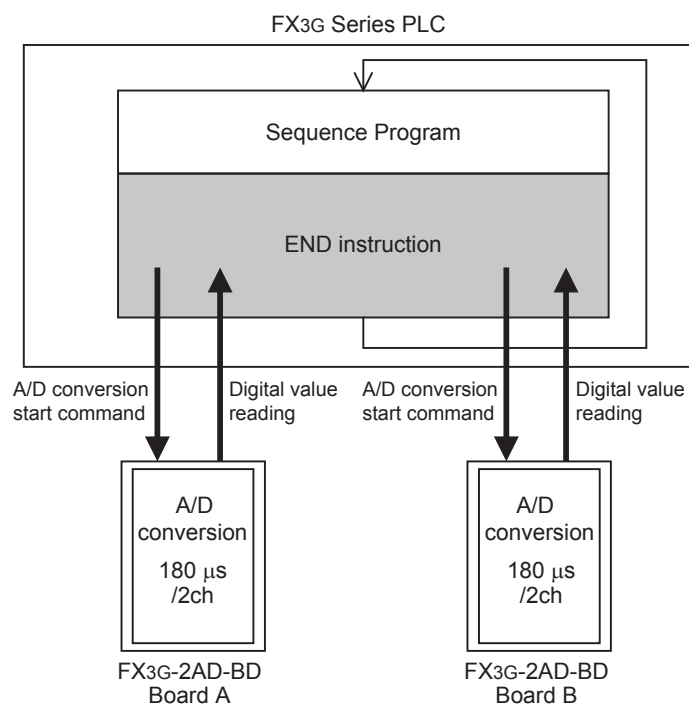 FX3G Series PLC
Sequence Program
END instruction
A/D conversion
start command
Digital value
reading
A/D conversion
start command
Digital value
reading
A/D
conversion
180 μs
/2ch
FX3G-2AD-BD
Board A
A/D
conversion
180 μs
/2ch
FX3G-2AD-BD
Board B